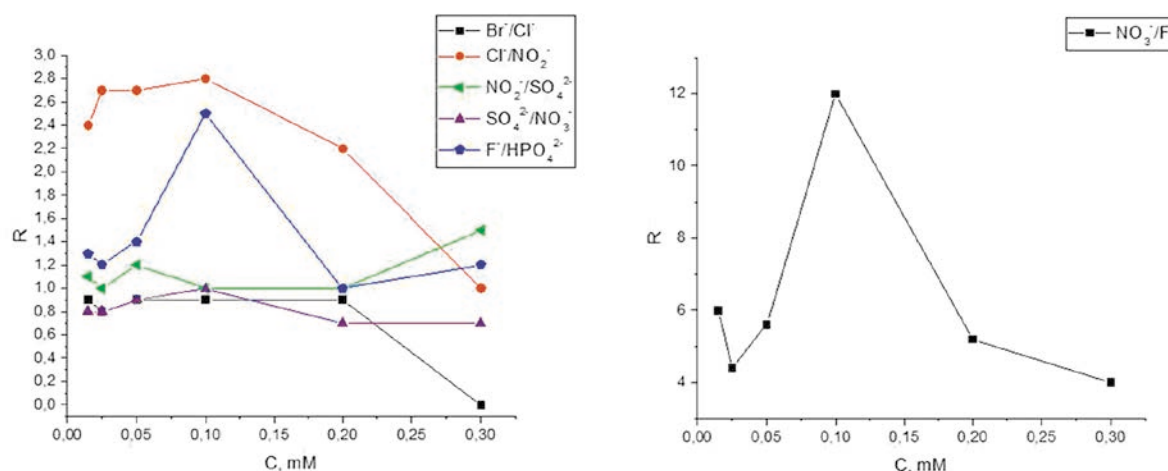 Br⁻/Cl⁻
Cl⁻/NO₂⁻
NO₂⁻/SO₄²⁻
SO₄²⁻/NO₃⁻
F⁻/HPO₄²⁻
3,0
2,8
2,6
2,4
2,2
2,0
1,8
1,6
1,4
1,2
1,0
0,8
0,6
0,4
0,2
0,0
R
0,00 0,05 0,10 0,15 0,20 0,25 0,30
C, mM
NO₃⁻/F
12
10
8
6
4
R
0,00 0,05 0,10 0,15 0,20 0,25 0,30
C, mM